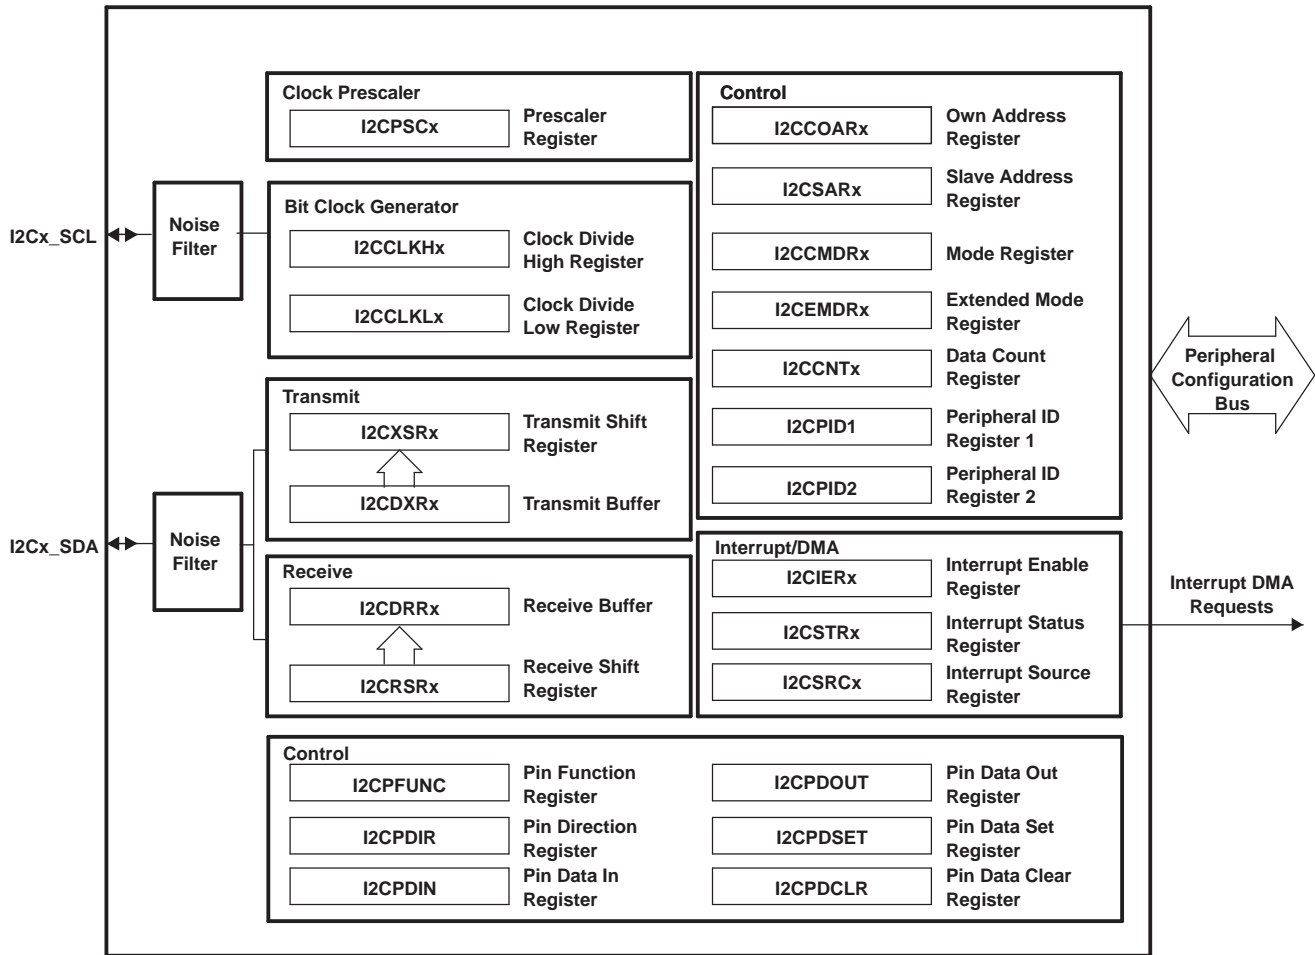 Clock Prescaler
I2CPSCx
Prescaler
Register
Control
I2CCOARx
Own Address
Register
I2CSARx
Slave Address
Register
I2CCMDRx
Mode Register
I2CEMDRx
Extended Mode
Register
I2CCNTx
Data Count
Register
I2CPID1
Peripheral ID
Register 1
I2CPID2
Peripheral ID
Register 2
I2Cx_SCL
Noise
Filter
Bit Clock Generator
I2CCLKHx
Clock Divide
High Register
I2CCLKLx
Clock Divide
Low Register
Peripheral
Configuration
Bus
Transmit
I2CXSRx
Transmit Shift
Register
I2CDXRx
Transmit Buffer
I2Cx_SDA
Noise
Filter
Receive
I2CDRRx
Receive Buffer
I2CRSRx
Receive Shift
Register
Interrupt/DMA
I2CIERx
Interrupt Enable
Register
I2CSTRx
Interrupt Status
Register
I2CSRCx
Interrupt Source
Register
Interrupt DMA
Requests
Control
I2CPFUNC
Pin Function
Register
I2CPDIR
Pin Direction
Register
I2CPDIN
Pin Data In
Register
I2CPDOUT
Pin Data Out
Register
I2CPDSET
Pin Data Set
Register
I2CPDCLR
Pin Data Clear
Register